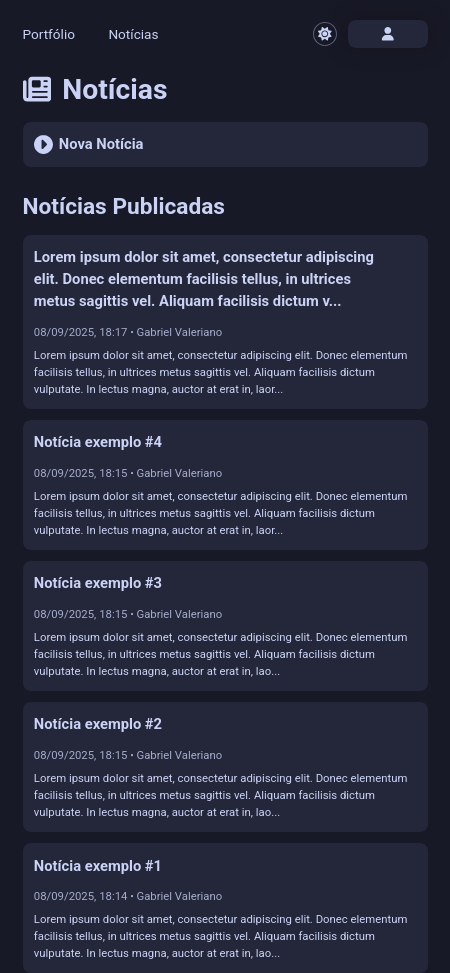 Portfólio Notícias
Notícias
Nova Notícia
Notícias Publicadas
Lorem ipsum dolor sit amet, consectetur adipiscing
elit. Donec elementum facilisis tellus, in ultrices
metus sagittis vel. Aliquam facilisis dictum v...
08/09/2025, 18:17 • Gabriel Valeriano
Lorem ipsum dolor sit amet, consectetur adipiscing elit. Donec elementum
facilisis tellus, in ultrices metus sagittis vel. Aliquam facilisis dictum
vulputate. In lectus magna, auctor at erat in, laor...
Notícia exemplo #4
08/09/2025, 18:15 • Gabriel Valeriano
Lorem ipsum dolor sit amet, consectetur adipiscing elit. Donec elementum
facilisis tellus, in ultrices metus sagittis vel. Aliquam facilisis dictum
vulputate. In lectus magna, auctor at erat in, laor...
Notícia exemplo #3
08/09/2025, 18:15 • Gabriel Valeriano
Lorem ipsum dolor sit amet, consectetur adipiscing elit. Donec elementum
facilisis tellus, in ultrices metus sagittis vel. Aliquam facilisis dictum
vulputate. In lectus magna, auctor at erat in, lao...
Notícia exemplo #2
08/09/2025, 18:15 • Gabriel Valeriano
Lorem ipsum dolor sit amet, consectetur adipiscing elit. Donec elementum
facilisis tellus, in ultrices metus sagittis vel. Aliquam facilisis dictum
vulputate. In lectus magna, auctor at erat in, lao...
Notícia exemplo #1
08/09/2025, 18:14 • Gabriel Valeriano
Lorem ipsum dolor sit amet, consectetur adipiscing elit. Donec elementum
facilisis tellus, in ultrices metus sagittis vel. Aliquam facilisis dictum
vulputate. In lectus magna, auctor at erat in, lao...